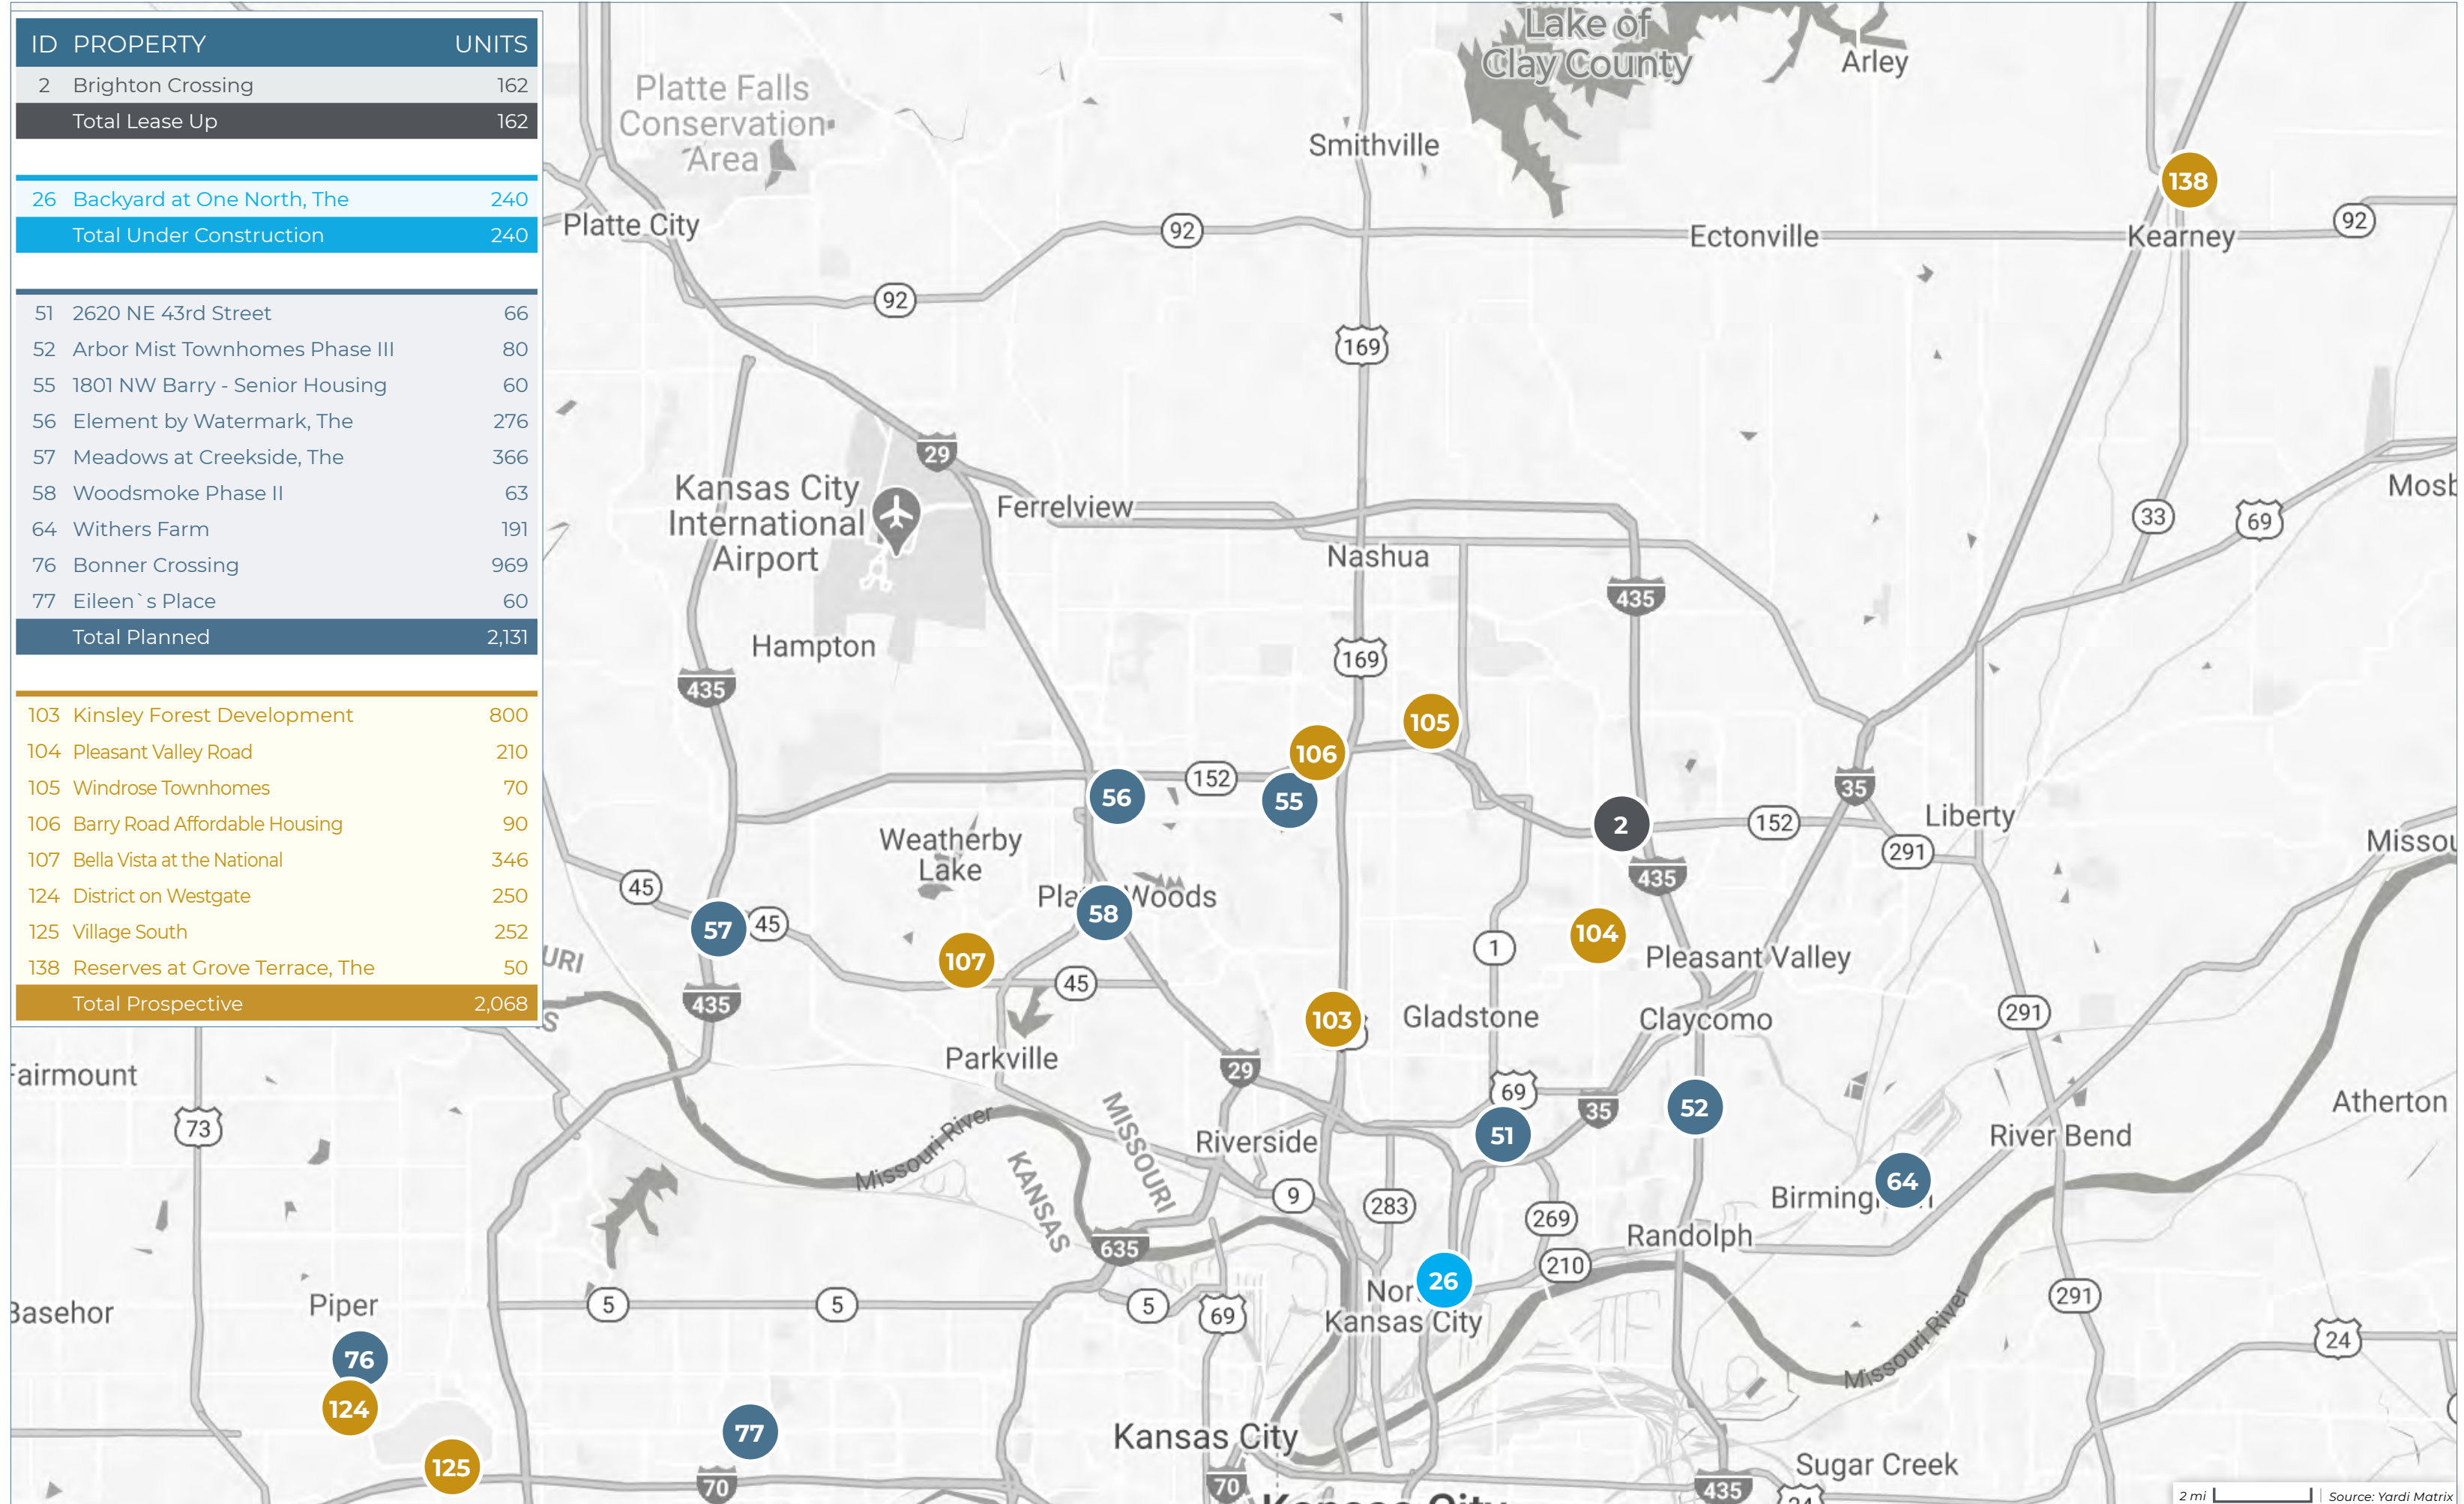 ID PROPERTY UNITS
2 Brighton Crossing 162
Total Lease Up 162
26 Backyard at One North, The 240
Total Under Construction 240
51 2620 NE 43rd Street 66
52 Arbor Mist Townhomes Phase III 80
55 1801 NW Barry - Senior Housing 60
56 Element by Watermark, The 276
57 Meadows at Creekside, The 366
58 Woodsmoke Phase II 63
64 Withers Farm 191
76 Bonner Crossing 969
77 Eileen`s Place 60
Total Planned 2,131
103 Kinsley Forest Development 800
104 Pleasant Valley Road 210
105 Windrose Townhomes 70
106 Barry Road Affordable Housing 90
107 Bella Vista at the National 346
124 District on Westgate 250
125 Village South 252
138 Reserves at Grove Terrace, The 50
Total Prospective 2,068
Lake of
Clay County
Arley
Platte Falls
Conservation
Area
Smithville
138
Platte City
92
Ectonville
Kearney
92
92
169
29
Kansas City
International
Airport
Ferrelview
Nashua
435
33
69
Hampton
435
169
105
106
56
152
55
35
2
152
Liberty
291
Weatherby
Lake
45
435
57
45
58
Woods
107
45
1
104
Pleasant Valley
435
103
Gladstone
Claycomo
291
Parkville
29
69
35
52
Fairmount
73
Atherton
51
Riverside
River Bend
Missouri River
MISSOURI
KANSAS
64
9
283
269
Randolph
635
210
26
Kansas City
Basehor
Piper
5
5
5
69
291
24
Missouri River
76
124
77
125
70
Kansas City
70
Sugar Creek
435
24
Kansas City
2 mi
Source: Yardi Matrix